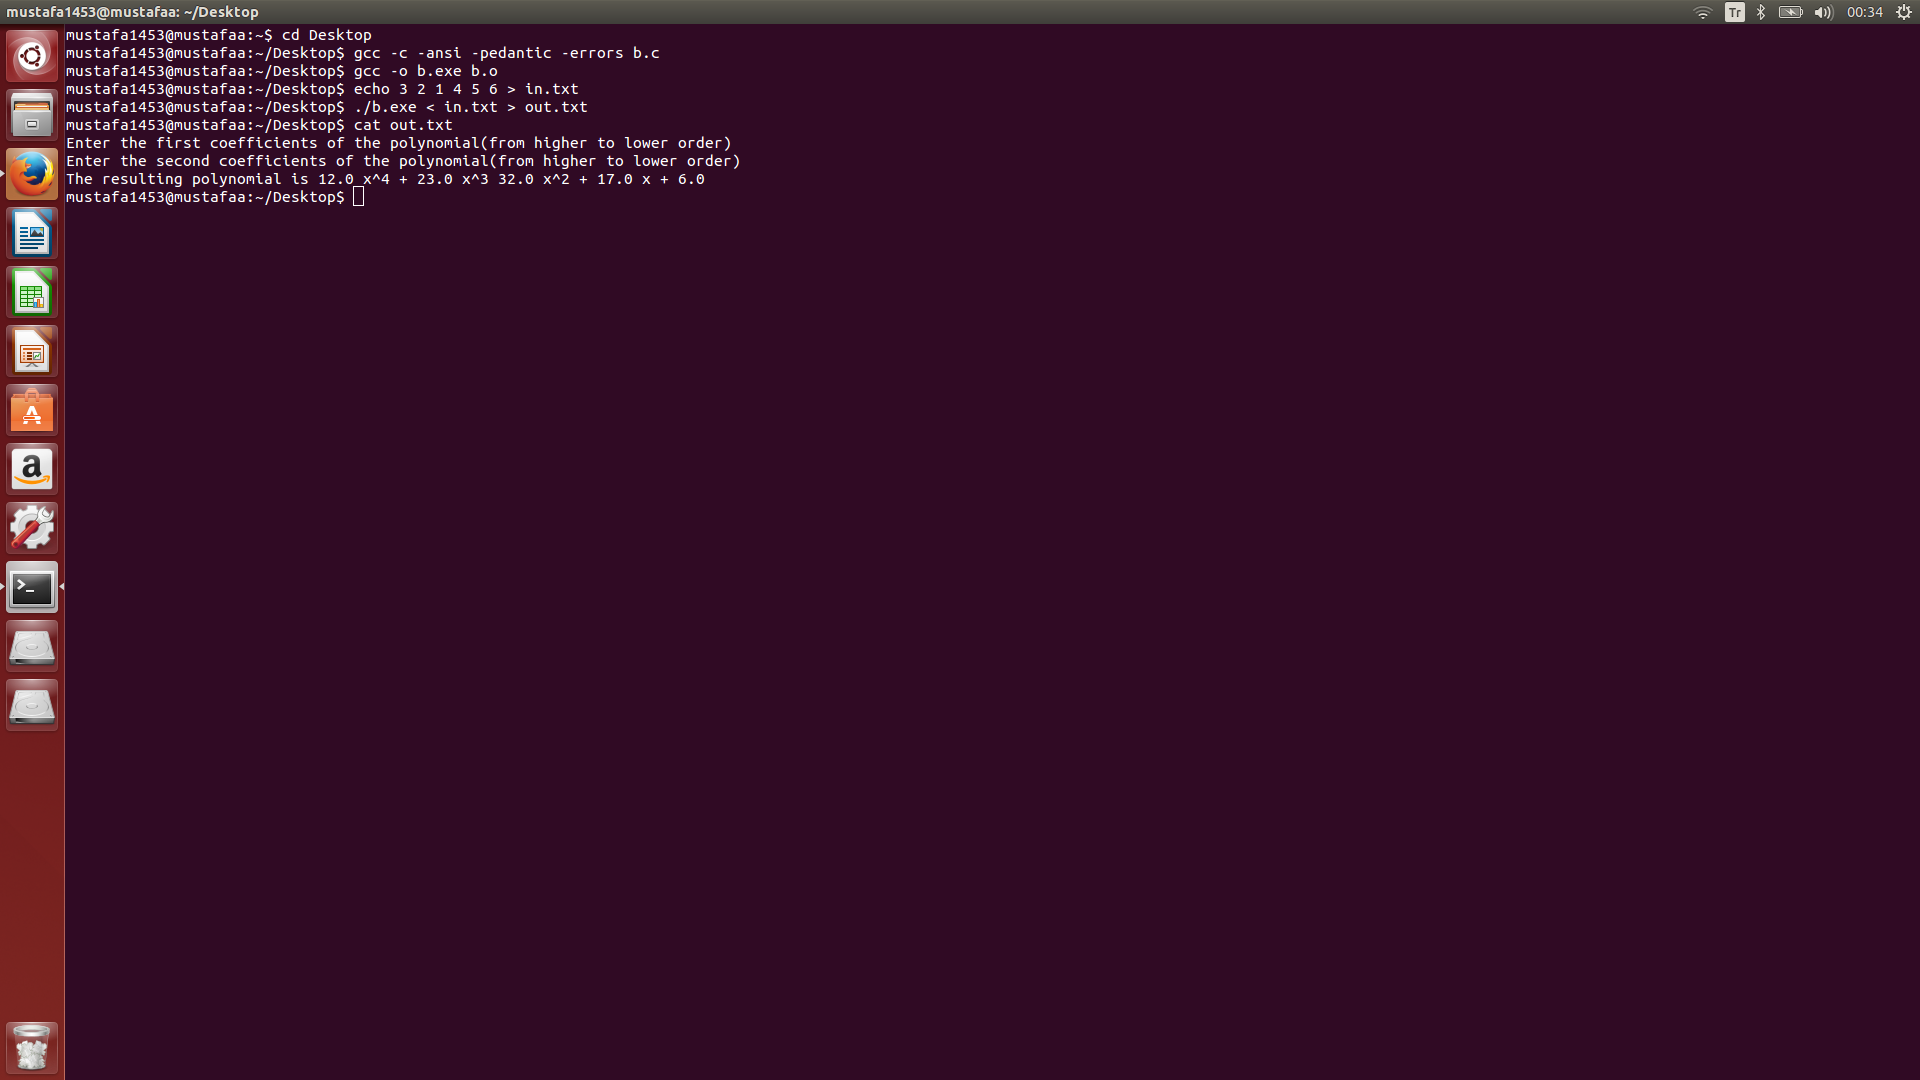 mustafa1453@mustafaa: ~/Desktop
Tr
00:34
mustafa1453@mustafaa:~$ cd Desktop
mustafa1453@mustafaa:~/Desktop$ gcc -c -ansi -pedantic -errors b.c
mustafa1453@mustafaa:~/Desktop$ gcc -o b.exe b.o
mustafa1453@mustafaa:~/Desktop$ echo 3 2 1 4 5 6 > in.txt
mustafa1453@mustafaa:~/Desktop$ ./b.exe < in.txt > out.txt
mustafa1453@mustafaa:~/Desktop$ cat out.txt
Enter the first coefficients of the polynomial(from higher to lower order)
Enter the second coefficients of the polynomial(from higher to lower order)
The resulting polynomial is 12.0 x^4 + 23.0 x^3 32.0 x^2 + 17.0 x + 6.0
mustafa1453@mustafaa:~/Desktop$
A
a
>_